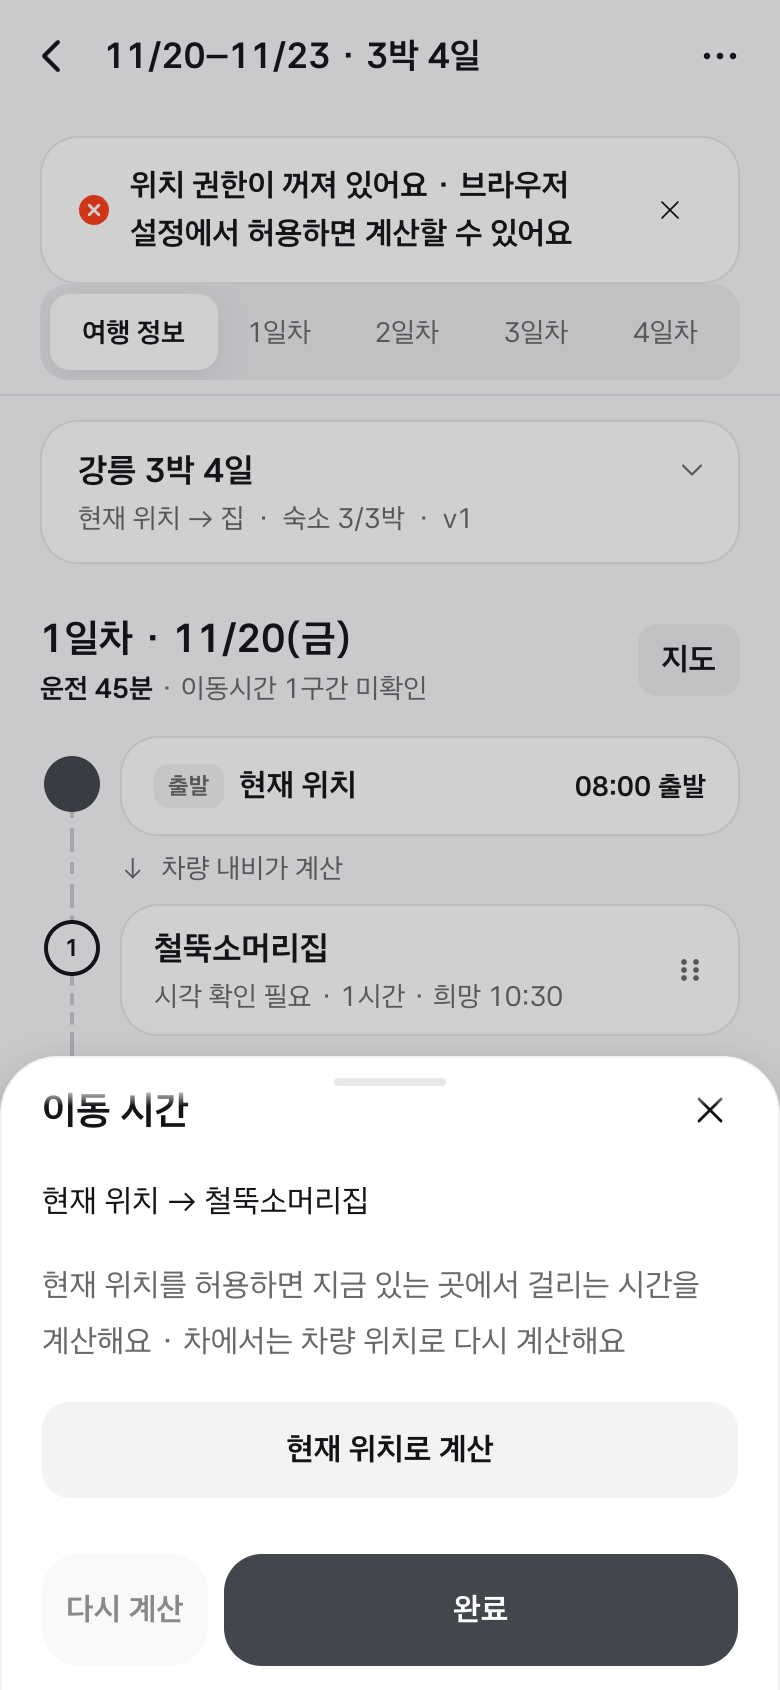 11/20–11/23 · 3박 4일
위치 권한이 꺼져 있어요 · 브라우저
설정에서 허용하면 계산할 수 있어요
여행 정보 1일차 2일차 3일차 4일차
강릉 3박 4일
현재 위치 → 집 · 숙소 3/3박 · v1
1일차 · 11/20(금)
지도
운전 45분 · 이동시간 1구간 미확인
출발 현재 위치 08:00 출발
↓ 차량 내비가 계산
1 철뚝소머리집
시각 확인 필요 · 1시간 · 희망 10:30
이동 시간
현재 위치 → 철뚝소머리집
현재 위치를 허용하면 지금 있는 곳에서 걸리는 시간을
계산해요 · 차에서는 차량 위치로 다시 계산해요
현재 위치로 계산
다시 계산 완료